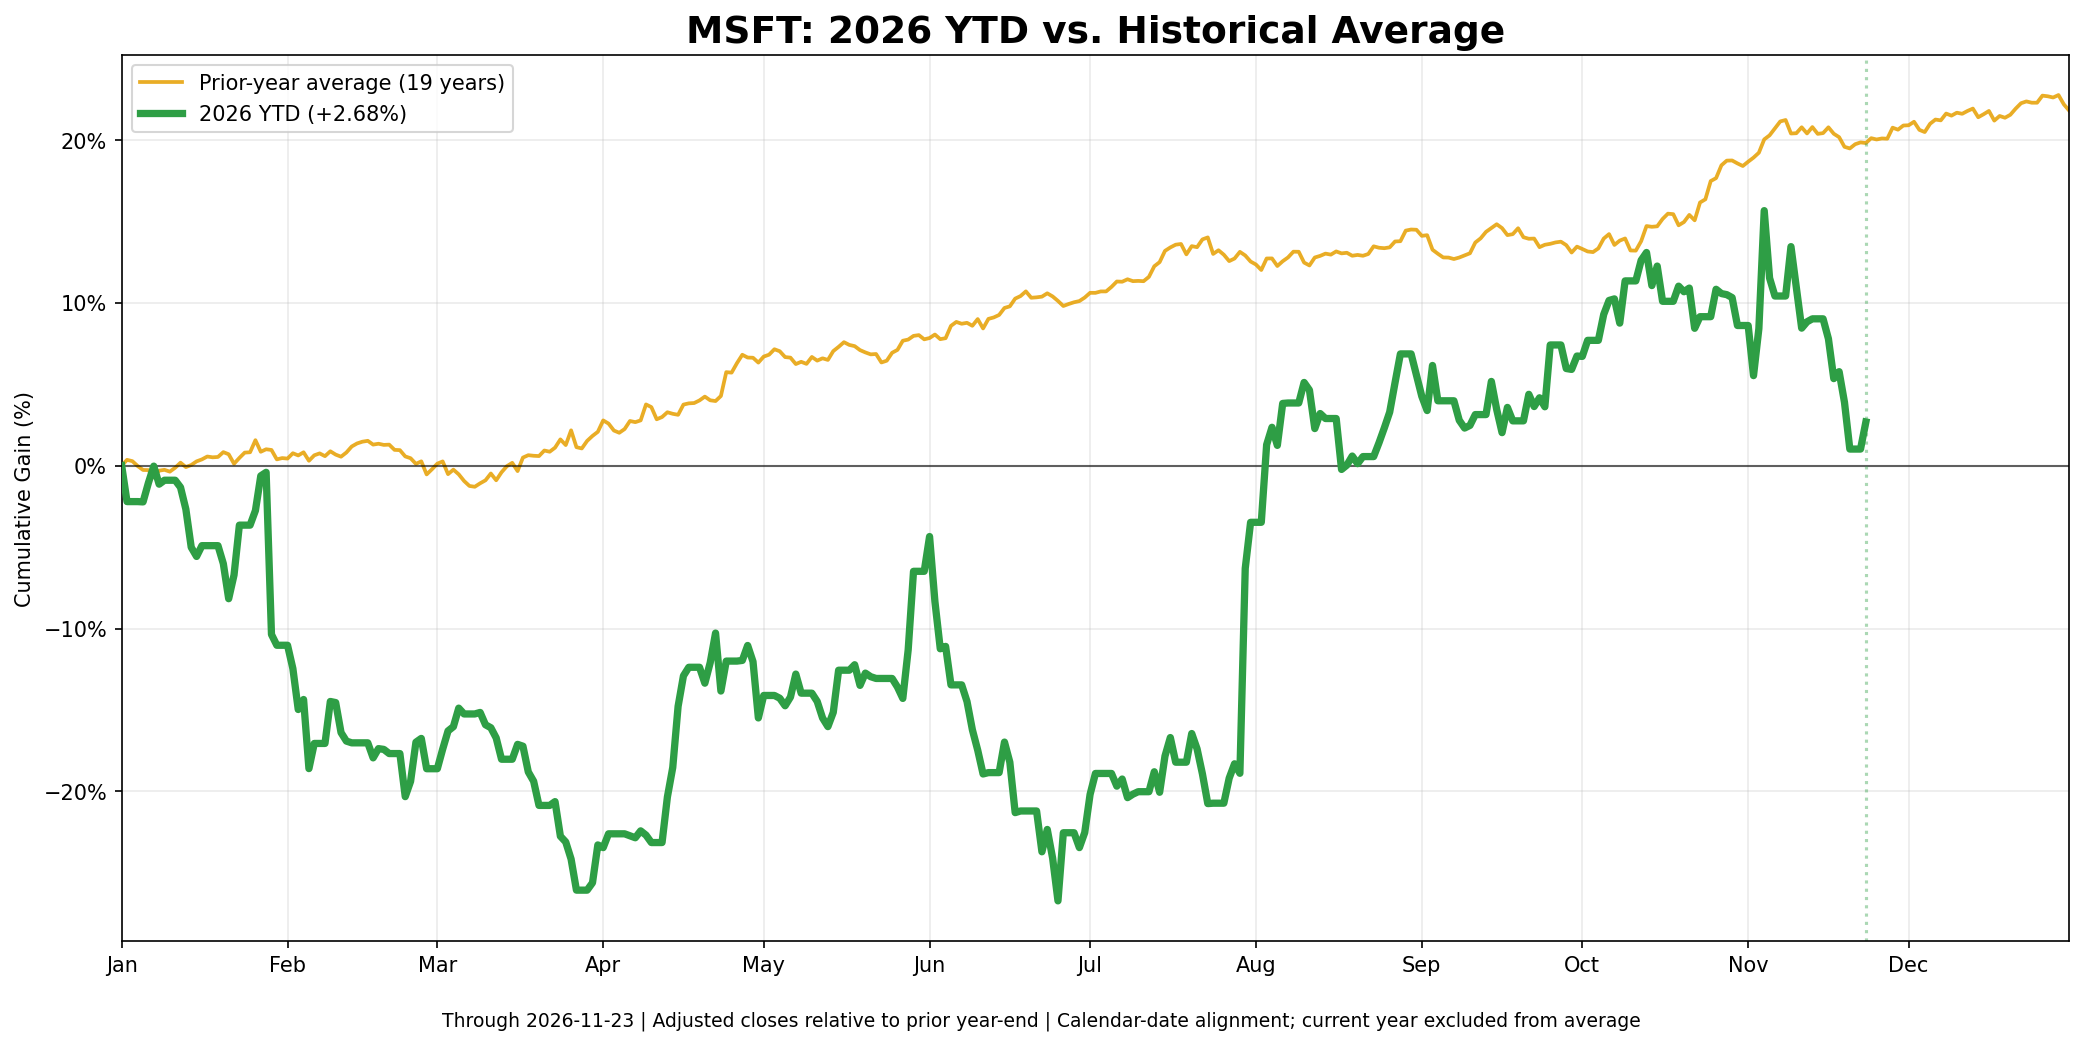 MSFT: 2026 YTD vs. Historical Average
Prior-year average (19 years)
2026 YTD (+2.68%)
Cumulative Gain (%)
20%
10%
0%
−10%
−20%
Jan Feb Mar Apr May Jun Jul Aug Sep Oct Nov Dec
Through 2026-11-23 | Adjusted closes relative to prior year-end | Calendar-date alignment; current year excluded from average